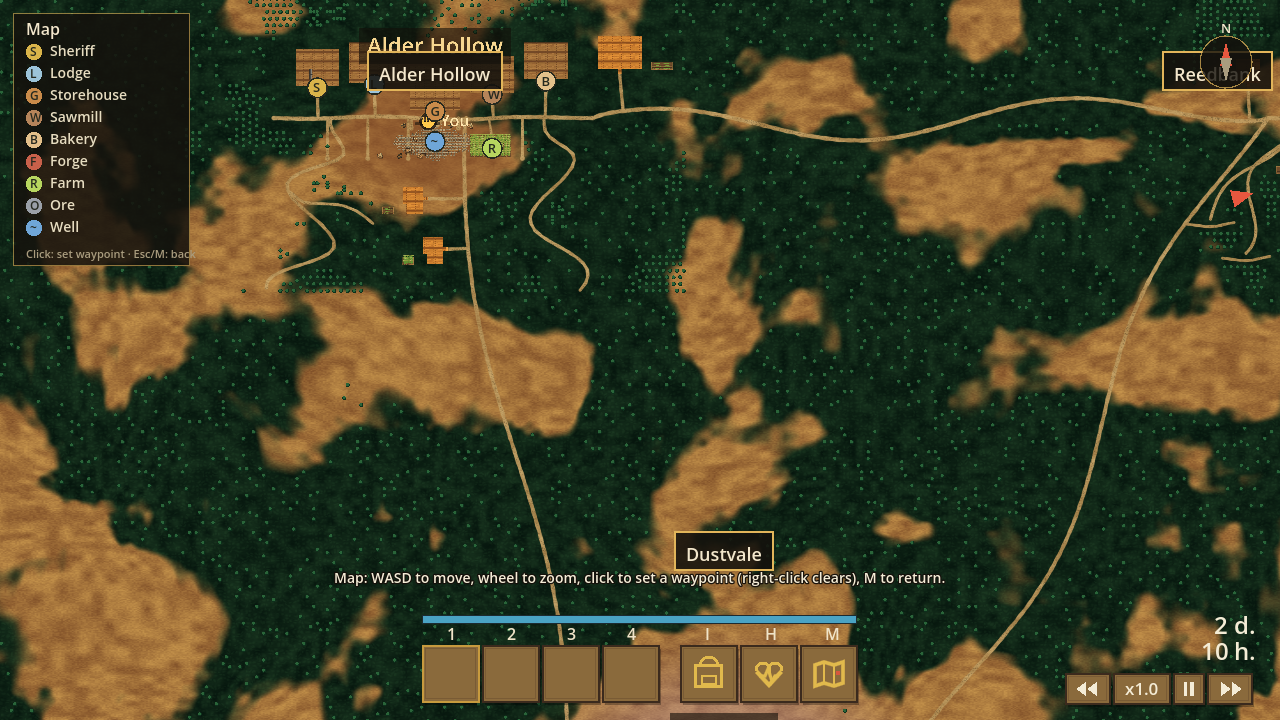 Map
S Sheriff
L Lodge
G Storehouse
W Sawmill
B Bakery
F Forge
R Farm
O Ore
~ Well
Click: set waypoint · Esc/M: back
Alder Hollow
Alder Hollow
S
B
W
G
You
~
R
N
Reedbank
Dustvale
Map: WASD to move, wheel to zoom, click to set a waypoint (right-click clears), M to return.
1 2 3 4 I H M
2 d.
10 h.
x1.0